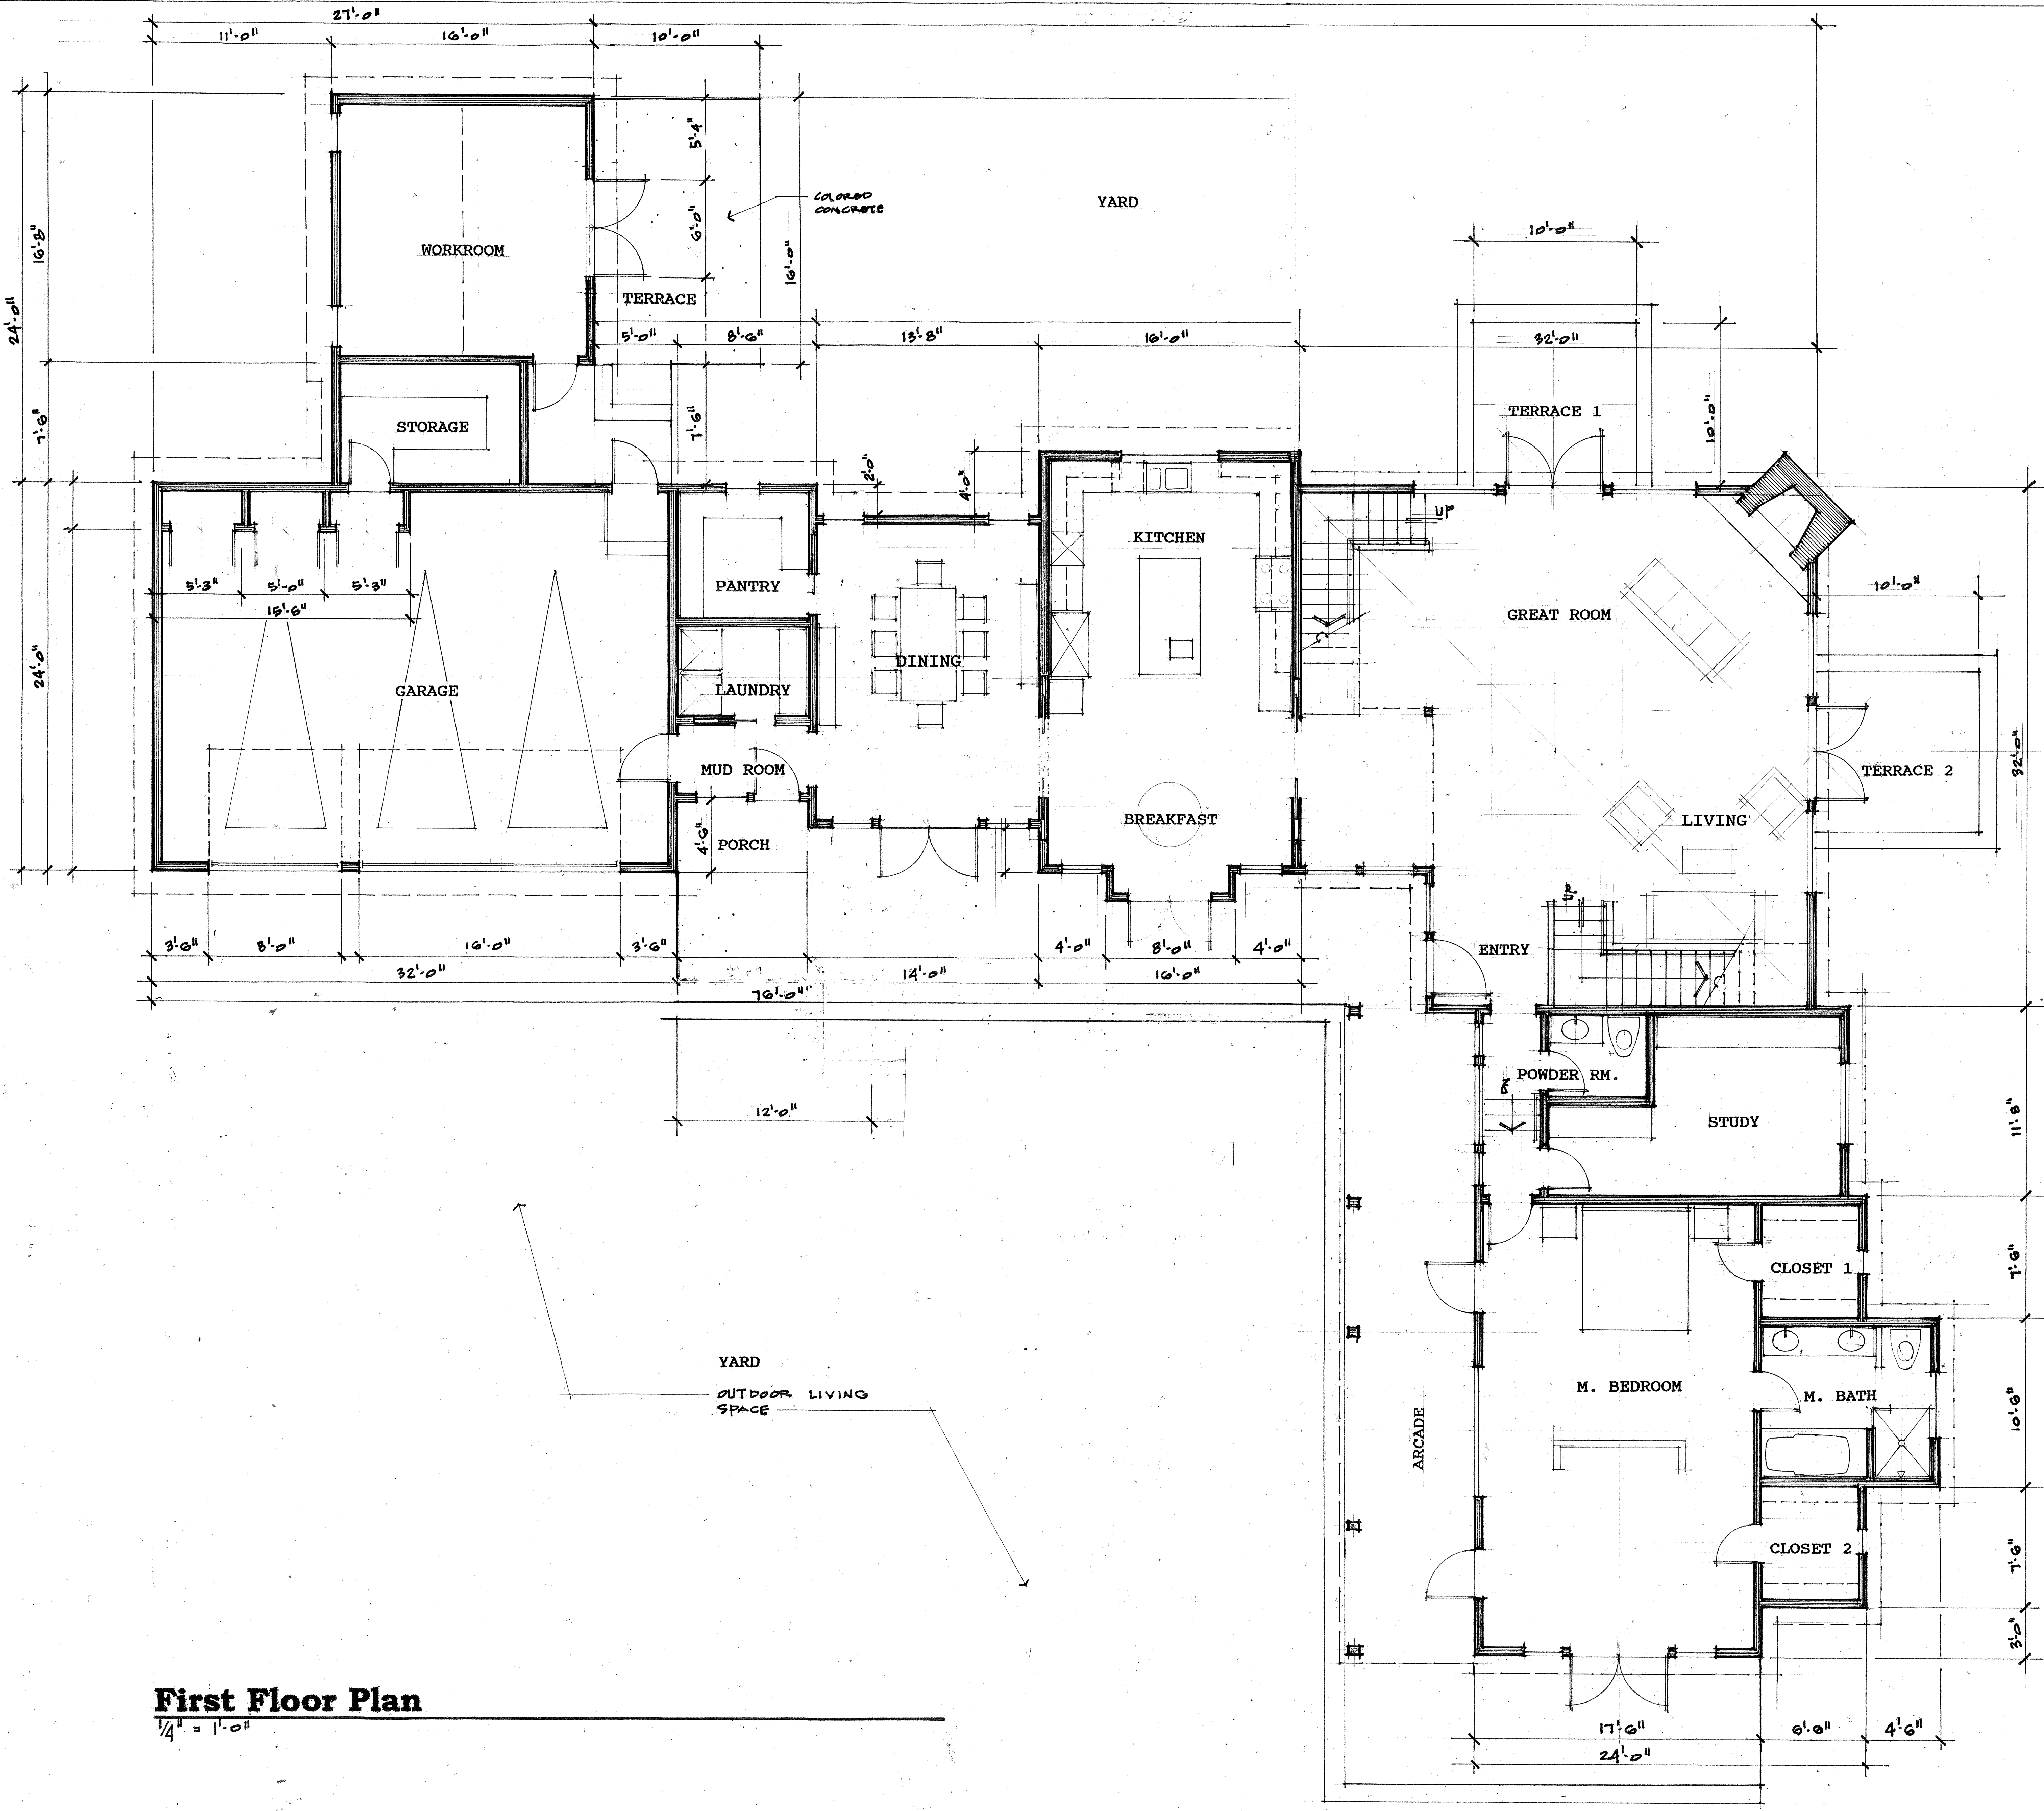 27'-0"
11'-0"
16'-0"
10'-0"
5'-4"
COLORED
CONCRETE
YARD
6'-0"
16'-8"
WORKROOM
10'-0"
16'-0"
TERRACE
24'-0"
5'-0"
8'-6"
13'-8"
16'-0"
32'-0"
TERRACE 1
10'-0"
7'-6"
STORAGE
7'-6"
2'-0"
4'-0"
UP
KITCHEN
5'-3"
5'-0"
5'-3"
PANTRY
10'-0"
15'-6"
GREAT ROOM
24'-0"
GARAGE
LAUNDRY
DINING
32'-0"
MUD ROOM
TERRACE 2
4'-6"
PORCH
BREAKFAST
LIVING
UP
3'-6"
8'-0"
16'-0"
3'-6"
4'-0"
8'-0"
4'-0"
ENTRY
32'-0"
14'-0"
16'-0"
76'-0"
POWDER RM.
12'-0"
STUDY
11'-8"
CLOSET 1
7'-6"
YARD
OUTDOOR LIVING
SPACE
M. BEDROOM
M. BATH
10'-6"
ARCADE
CLOSET 2
7'-6"
3'-0"
First Floor Plan
1/4" = 1'-0"
17'-6"
6'-6"
4'-6"
24'-0"